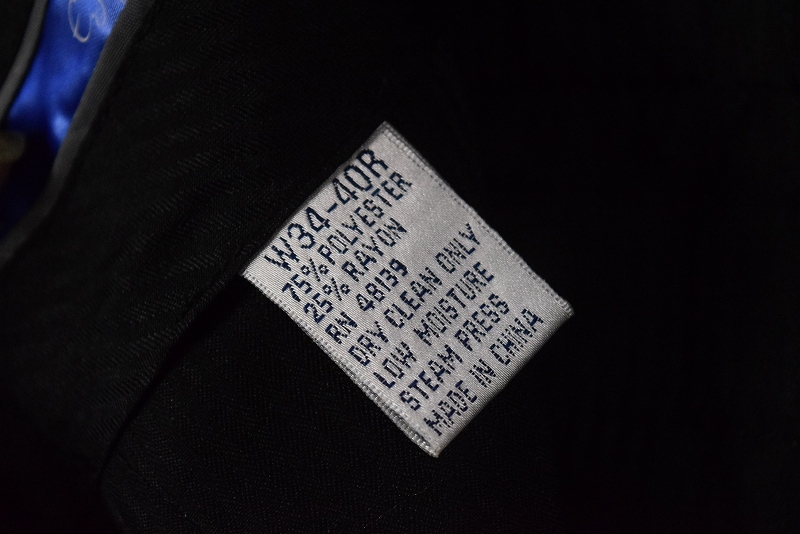 W34-40R
75% POLYESTER
25% RAYON
RN 48139
DRY CLEAN ONLY
LOW MOISTURE
STEAM PRESS
MADE IN CHINA